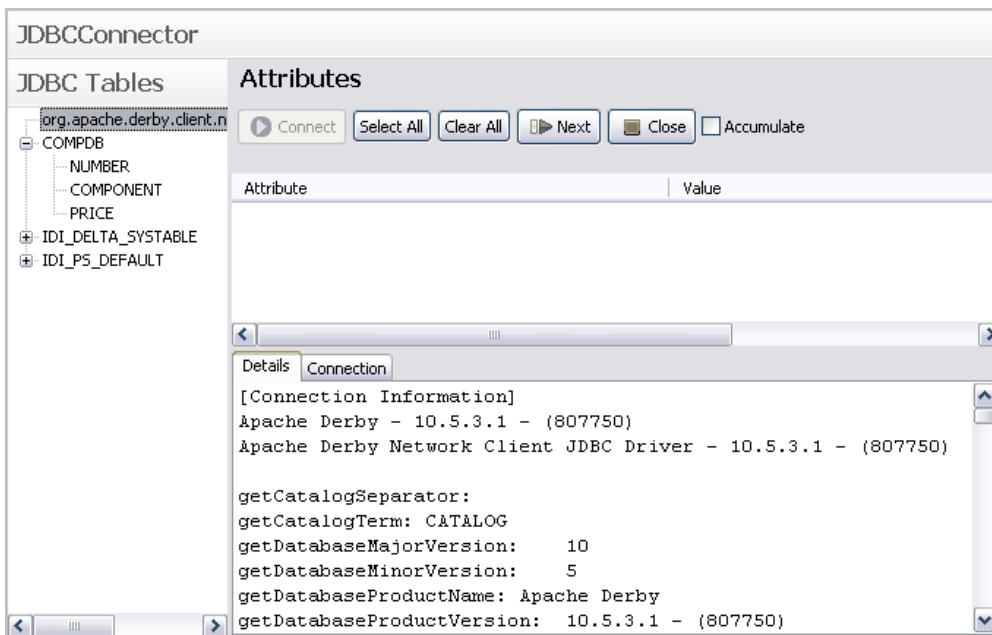 JDBCConnector
JDBC Tables
org.apache.derby.client.n
COMPDB
NUMBER
COMPONENT
PRICE
IDI_DELTA_SYSTABLE
IDI_PS_DEFAULT
Attributes
Connect Select All Clear All Next Close Accumulate
Attribute Value
Details Connection
[Connection Information]
Apache Derby - 10.5.3.1 - (807750)
Apache Derby Network Client JDBC Driver - 10.5.3.1 - (807750)
getCatalogSeparator:
getCatalogTerm: CATALOG
getDatabaseMajorVersion: 10
getDatabaseMinorVersion: 5
getDatabaseProductName: Apache Derby
getDatabaseProductVersion: 10.5.3.1 - (807750)